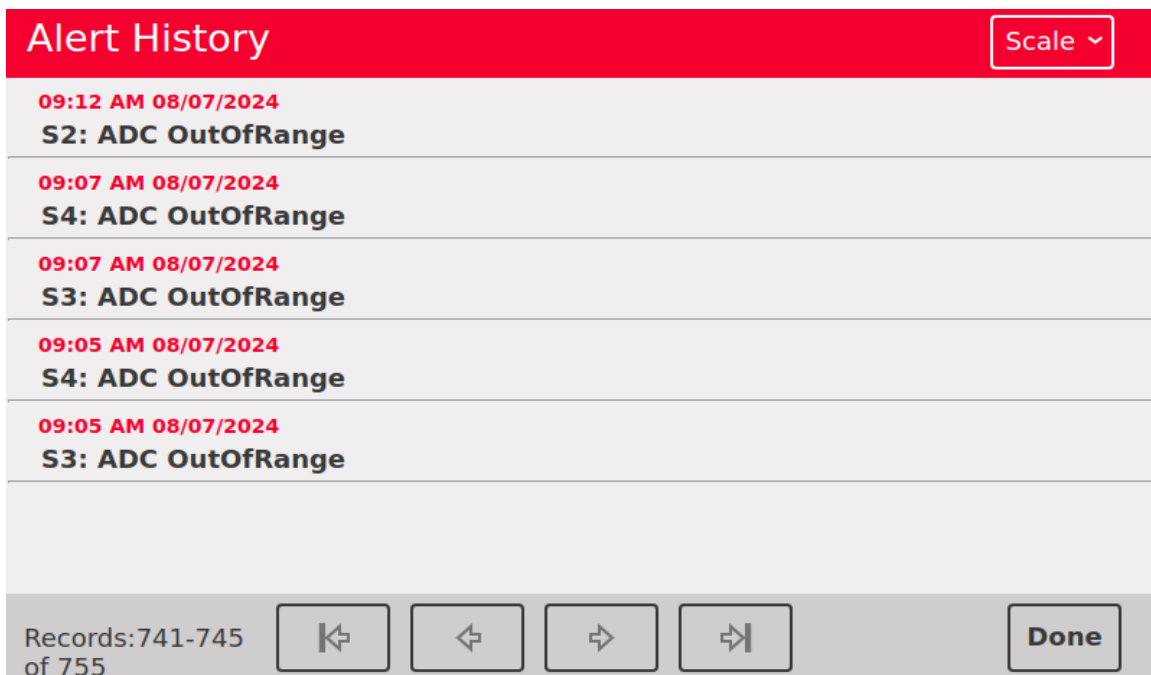 Alert History
Scale
09:12 AM 08/07/2024
S2: ADC OutOfRange
09:07 AM 08/07/2024
S4: ADC OutOfRange
09:07 AM 08/07/2024
S3: ADC OutOfRange
09:05 AM 08/07/2024
S4: ADC OutOfRange
09:05 AM 08/07/2024
S3: ADC OutOfRange
Records:741-745
of 755
Done